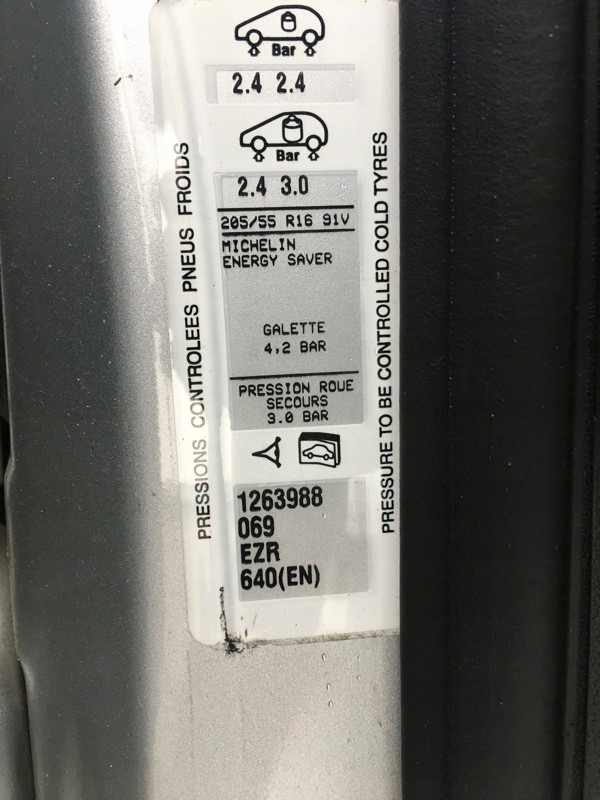 Bar
2.4 2.4
Bar
2.4 3.0
205/55 R16 91V
MICHELIN
ENERGY SAVER
GALETTE
4,2 BAR
PRESSION ROUE
SECOURS
3.0 BAR
1263988
069
EZR
640(EN)
PRESSIONS CONTROLEES PNEUS FROIDS
PRESSURE TO BE CONTROLLED COLD TYRES